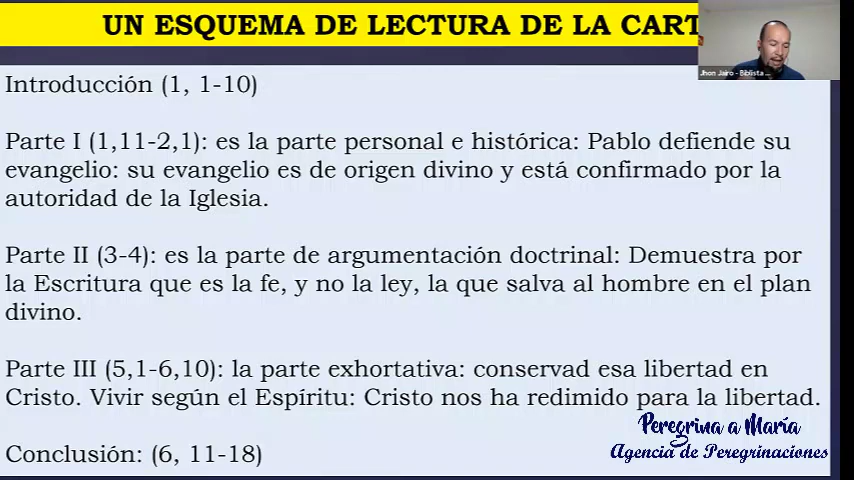 UN ESQUEMA DE LECTURA DE LA CART
Jhon Jairo - Biblista ...
Introducción (1, 1-10)
Parte I (1,11-2,1): es la parte personal e histórica: Pablo defiende su
evangelio: su evangelio es de origen divino y está confirmado por la
autoridad de la Iglesia.
Parte II (3-4): es la parte de argumentación doctrinal: Demuestra por
la Escritura que es la fe, y no la ley, la que salva al hombre en el plan
divino.
Parte III (5,1-6,10): la parte exhortativa: conservad esa libertad en
Cristo. Vivir según el Espíritu: Cristo nos ha redimido para la libertad.
Conclusión: (6, 11-18)
Peregrina a María
Agencia de Peregrinaciones